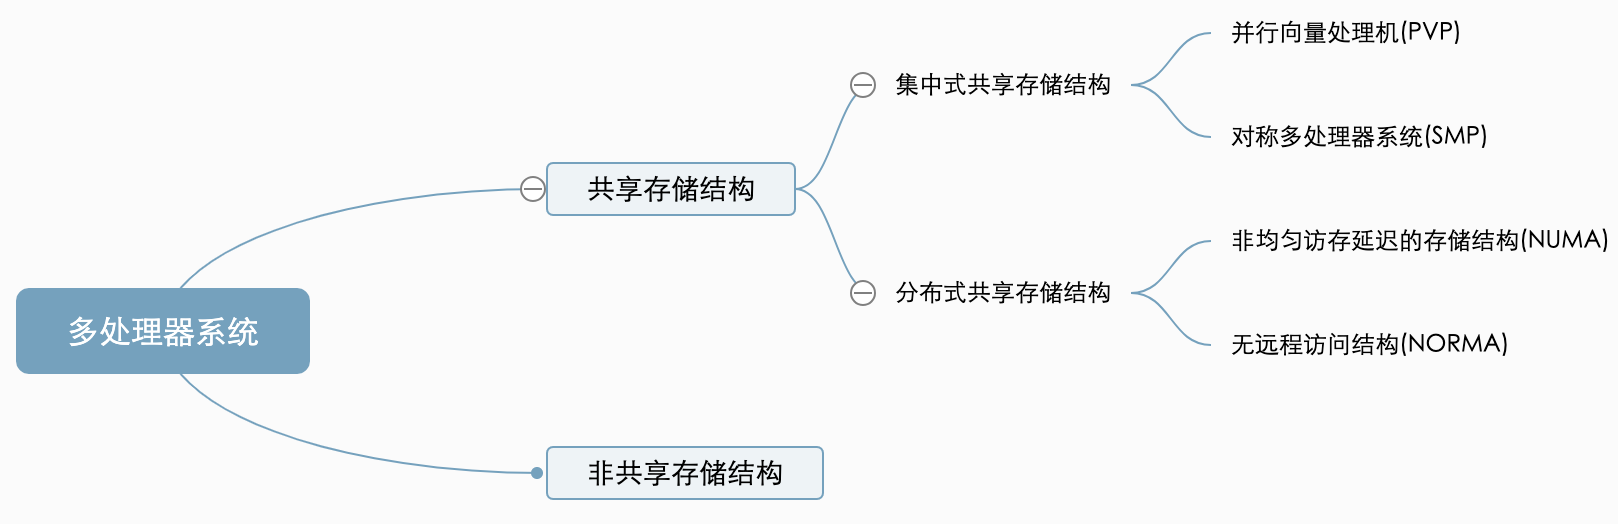 多处理器系统
共享存储结构
集中式共享存储结构
并行向量处理机(PVP)
对称多处理器系统(SMP)
分布式共享存储结构
非均匀访存延迟的存储结构(NUMA)
无远程访问结构(NORMA)
非共享存储结构